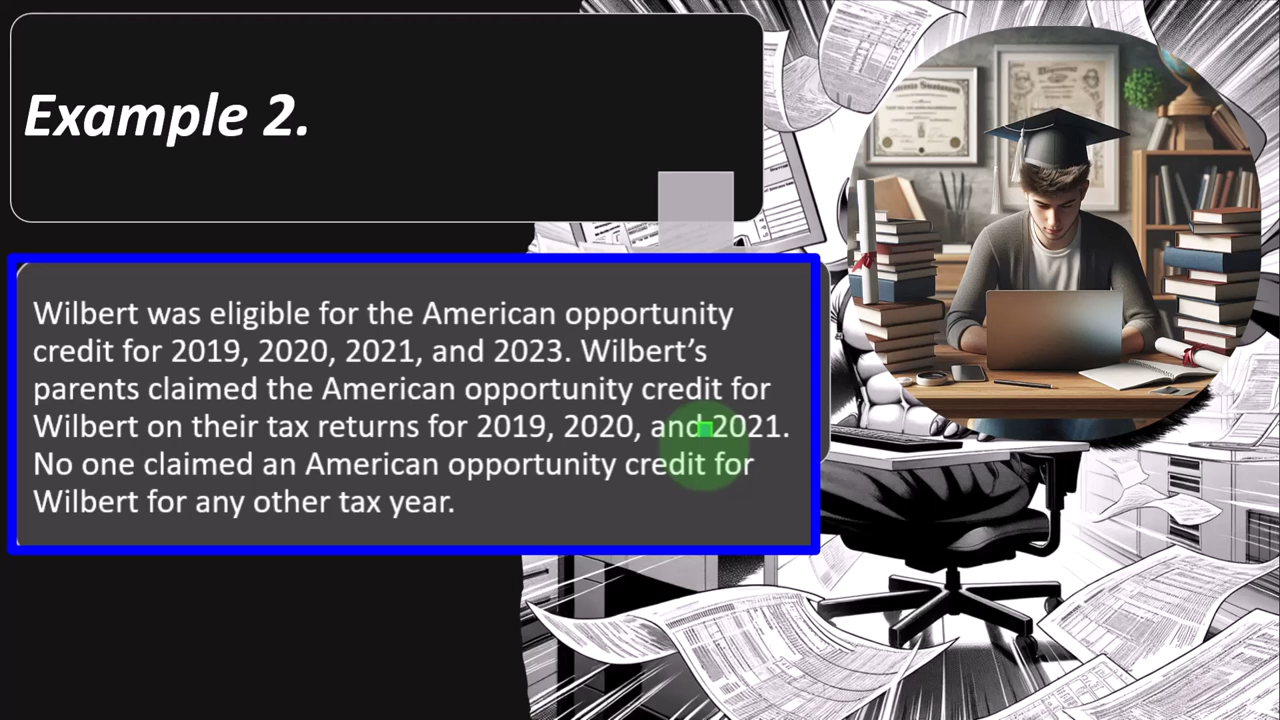 Example 2.
Wilbert was eligible for the American opportunity
credit for 2019, 2020, 2021, and 2023. Wilbert’s
parents claimed the American opportunity credit for
Wilbert on their tax returns for 2019, 2020, and 2021.
No one claimed an American opportunity credit for
Wilbert for any other tax year.